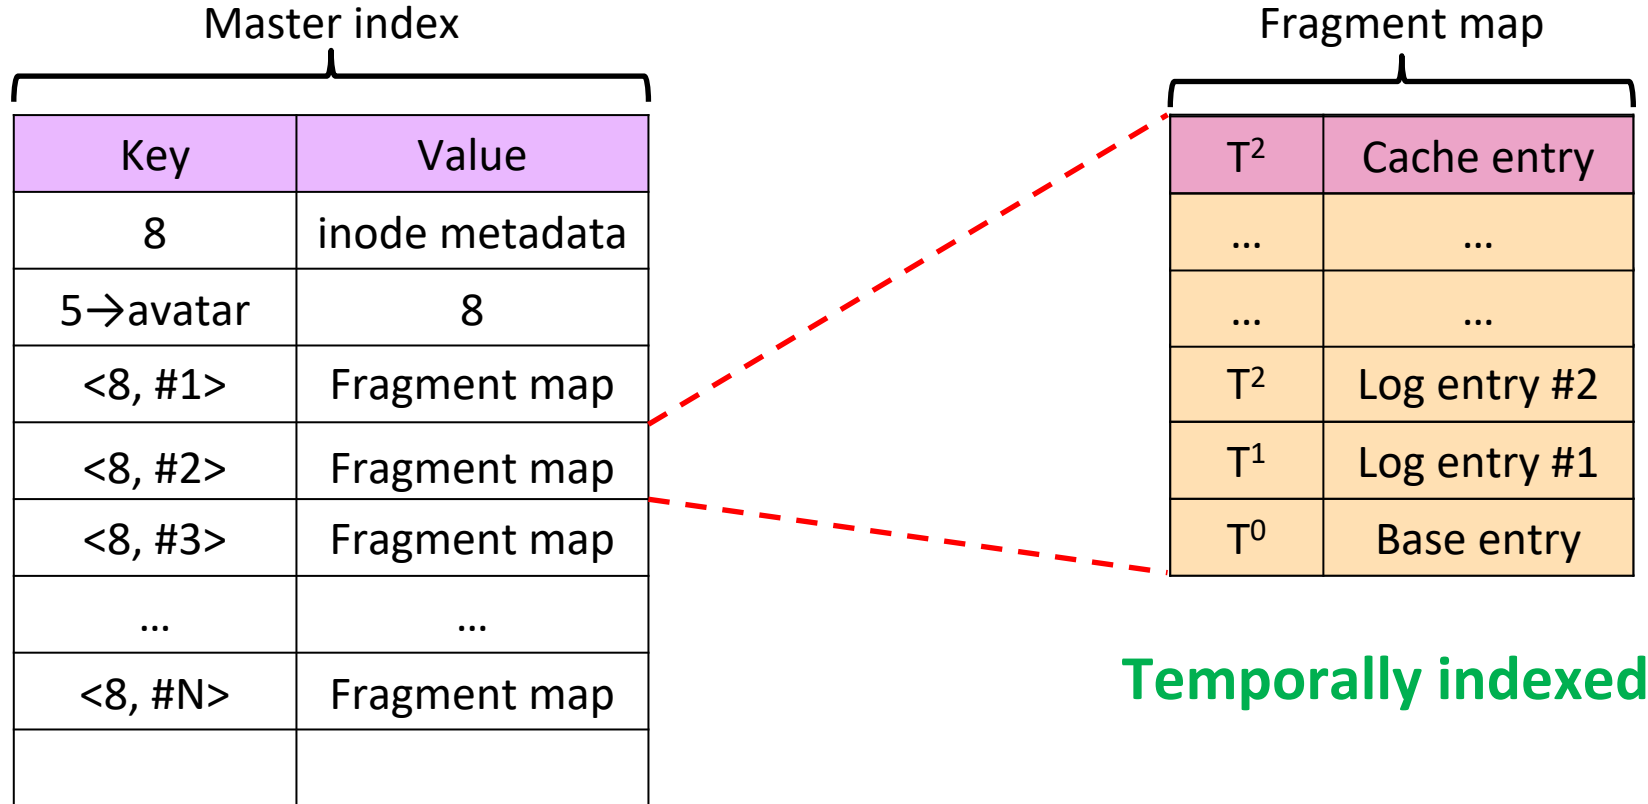 Master index
Key Value
8 inode metadata
5→avatar 8
<8, #1> Fragment map
<8, #2> Fragment map
<8, #3> Fragment map
… …
<8, #N> Fragment map
Fragment map
T² Cache entry
… …
… …
T² Log entry #2
T¹ Log entry #1
T⁰ Base entry
Temporally indexed